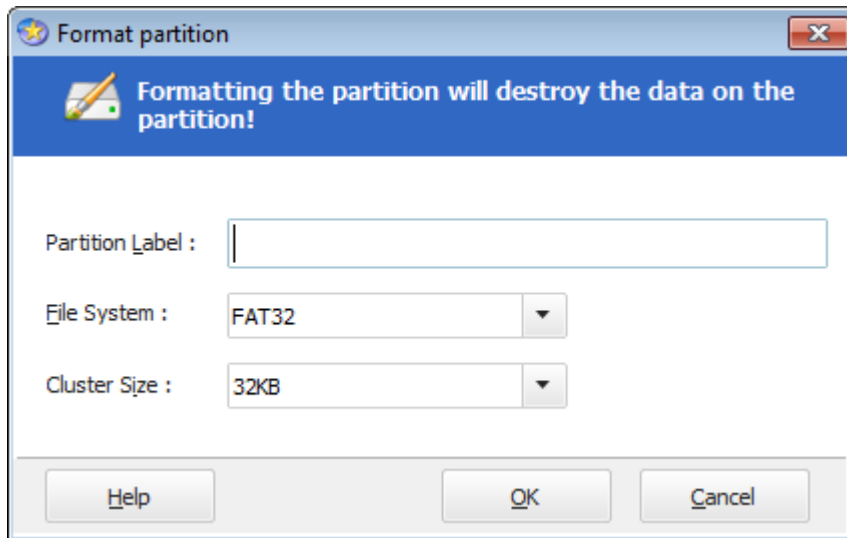 Format partition
Formatting the partition will destroy the data on the
partition!
Partition Label :
File System :
FAT32
Cluster Size :
32KB
Help
OK
Cancel